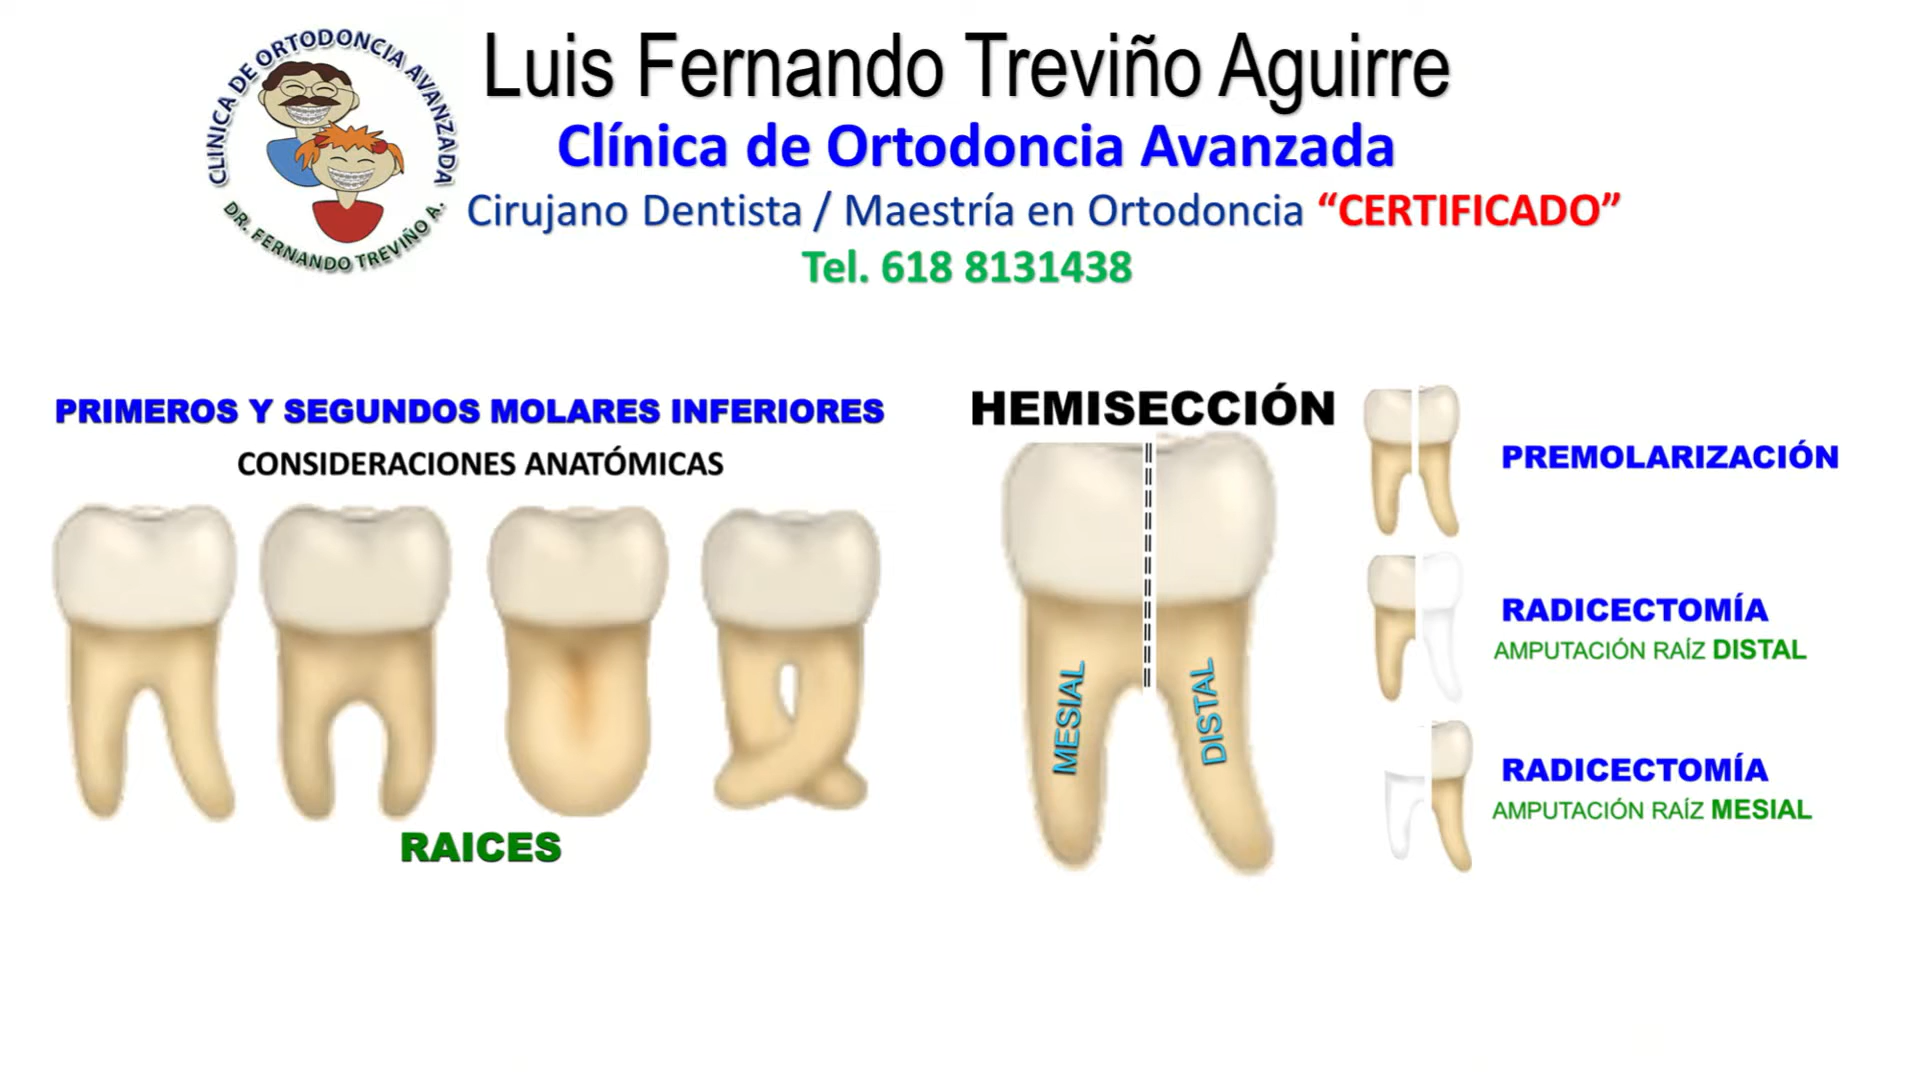 CLINICA DE ORTODONCIA AVANZADA
DR. FERNANDO TREVIÑO A.
Luis Fernando Treviño Aguirre
Clínica de Ortodoncia Avanzada
Cirujano Dentista / Maestría en Ortodoncia “CERTIFICADO”
Tel. 618 8131438
PRIMEROS Y SEGUNDOS MOLARES INFERIORES
CONSIDERACIONES ANATÓMICAS
RAICES
HEMISECCIÓN
MESIAL
DISTAL
PREMOLARIZACIÓN
RADICECTOMÍA
AMPUTACIÓN RAÍZ DISTAL
RADICECTOMÍA
AMPUTACIÓN RAÍZ MESIAL